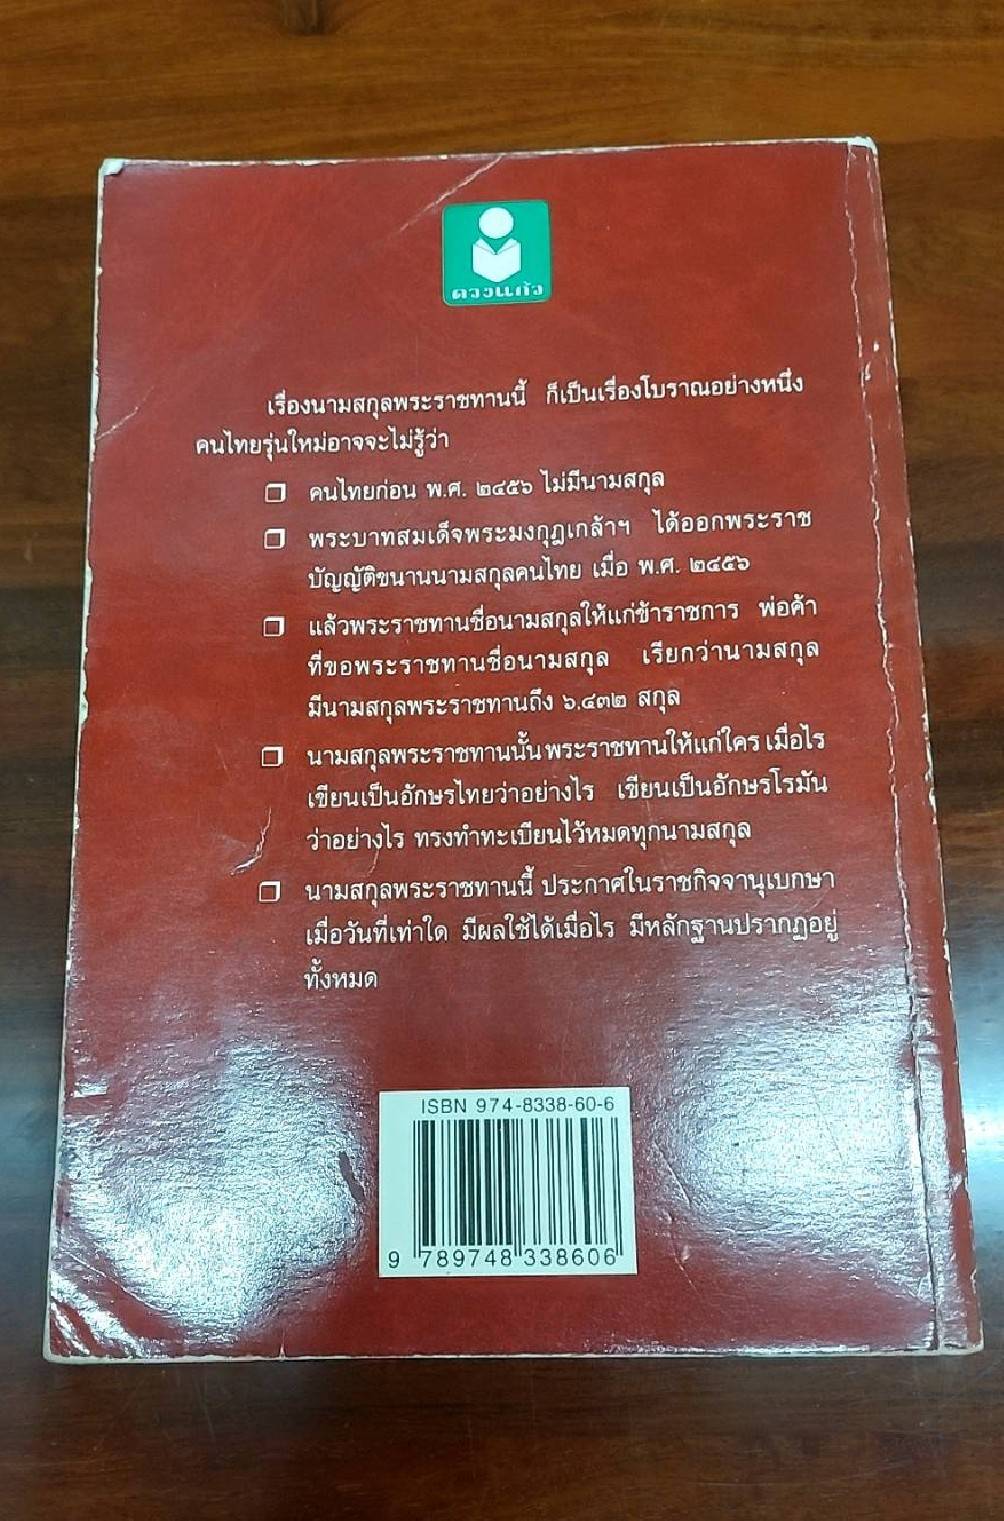 ดวงแก้ว
เรื่องนามสกุลพระราชทานนี้ ก็เป็นเรื่องโบราณอย่างหนึ่ง
คนไทยรุ่นใหม่อาจจะไม่รู้ว่า
❒ คนไทยก่อน พ.ศ. ๒๔๕๖ ไม่มีนามสกุล
❒ พระบาทสมเด็จพระมงกุฎเกล้าฯ ได้ออกพระราช
บัญญัติขนานนามสกุลคนไทย เมื่อ พ.ศ. ๒๔๕๖
❒ แล้วพระราชทานชื่อนามสกุลให้แก่ข้าราชการ พ่อค้า
ที่ขอพระราชทานชื่อนามสกุล เรียกว่านามสกุล
มีนามสกุลพระราชทานถึง ๖.๔๓๒ สกุล
❒ นามสกุลพระราชทานนั้น พระราชทานให้แก่ใคร เมื่อไร
เขียนเป็นอักษรไทยว่าอย่างไร เขียนเป็นอักษรโรมัน
ว่าอย่างไร ทรงทำทะเบียนไว้หมดทุกนามสกุล
❒ นามสกุลพระราชทานนี้ ประกาศในราชกิจจานุเบกษา
เมื่อวันที่เท่าใด มีผลใช้ได้เมื่อไร มีหลักฐานปรากฏอยู่
ทั้งหมด
ISBN 974-8338-60-6
9 789748 338606